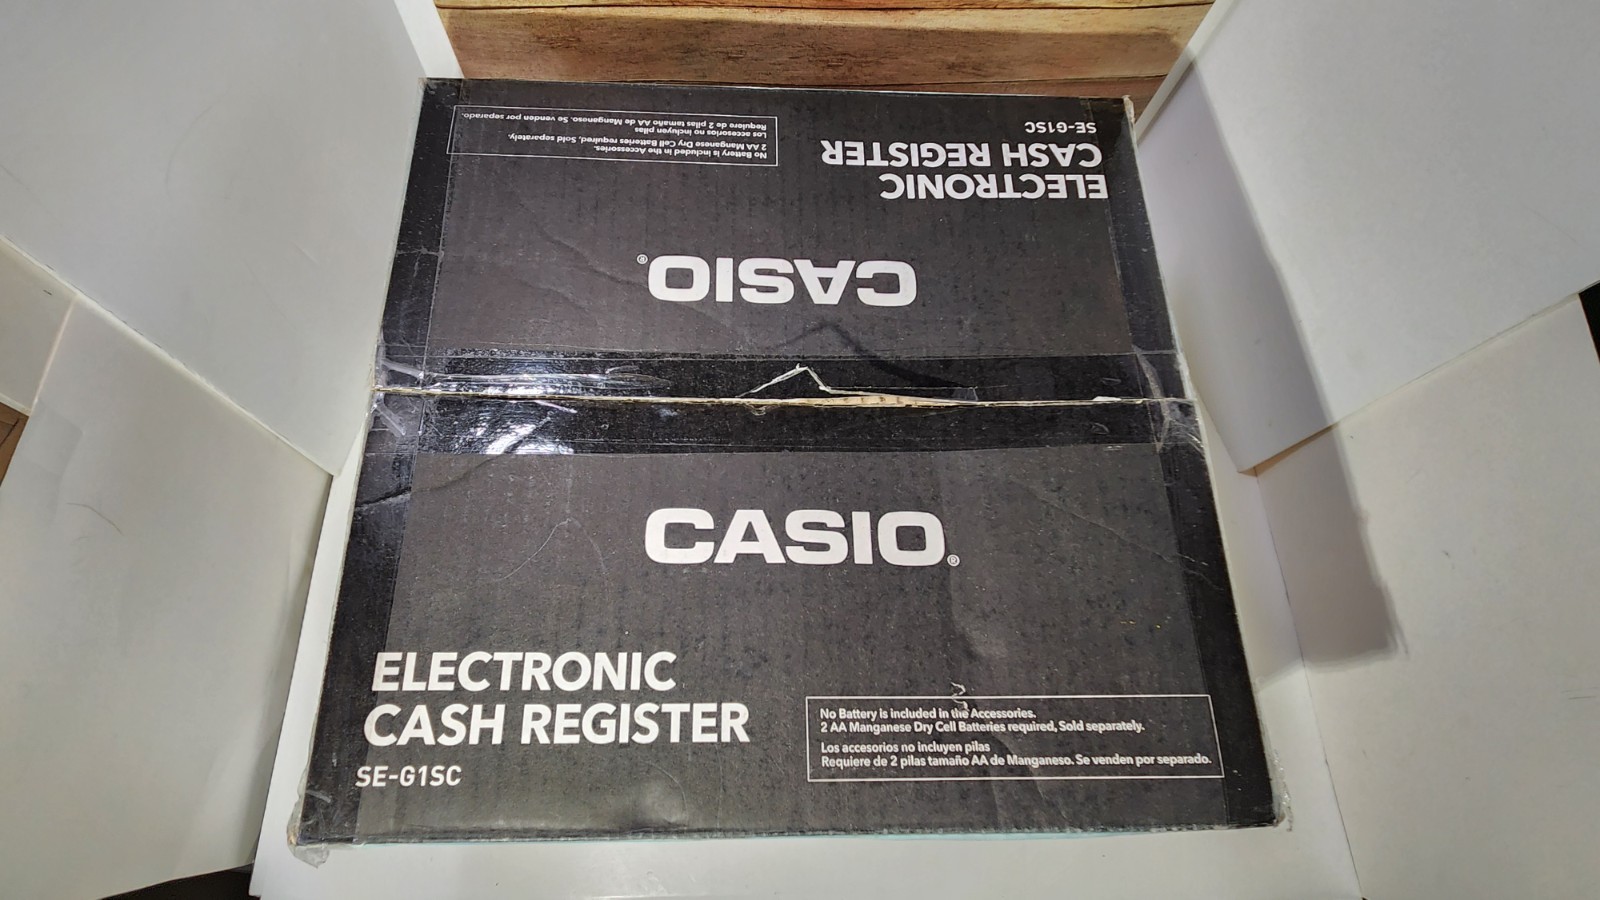 No Battery is included in the Accessories.
2 AA Manganese Dry Cell Batteries required, Sold separately.
Los accesorios no incluyen pilas
Requiere de 2 pilas tamaño AA de Manganeso. Se venden por separado.
ELECTRONIC
CASH REGISTER
SE-G1SC
CASIO®
CASIO®
ELECTRONIC
CASH REGISTER
SE-G1SC
No Battery is included in the Accessories.
2 AA Manganese Dry Cell Batteries required, Sold separately.
Los accesorios no incluyen pilas
Requiere de 2 pilas tamaño AA de Manganeso. Se venden por separado.